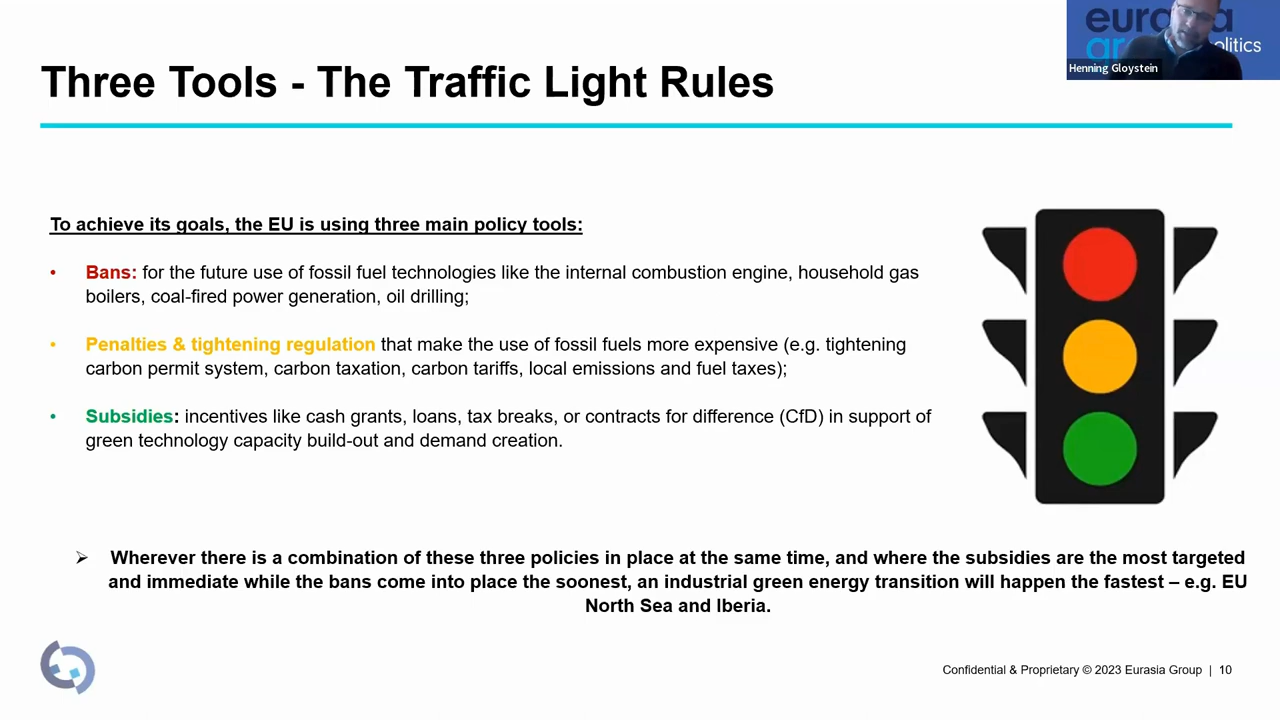 Henning Gloystein
olitics
Three Tools - The Traffic Light Rules
To achieve its goals, the EU is using three main policy tools:
• Bans: for the future use of fossil fuel technologies like the internal combustion engine, household gas
boilers, coal-fired power generation, oil drilling;
• Penalties & tightening regulation that make the use of fossil fuels more expensive (e.g. tightening
carbon permit system, carbon taxation, carbon tariffs, local emissions and fuel taxes);
• Subsidies: incentives like cash grants, loans, tax breaks, or contracts for difference (CfD) in support of
green technology capacity build-out and demand creation.
➢ Wherever there is a combination of these three policies in place at the same time, and where the subsidies are the most targeted
and immediate while the bans come into place the soonest, an industrial green energy transition will happen the fastest – e.g. EU
North Sea and Iberia.
Confidential & Proprietary © 2023 Eurasia Group | 10